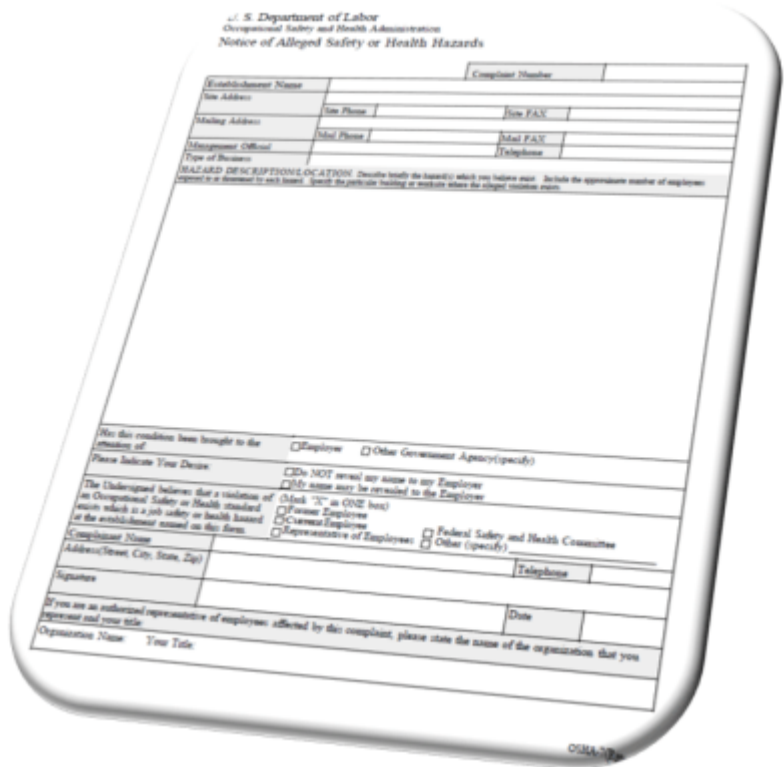 U. S. Department of Labor
Occupational Safety and Health Administration
Notice of Alleged Safety or Health Hazards
Complaint Number
Establishment Name
Site Address
Site Phone Site FAX
Mailing Address
Mail Phone Mail FAX
Management Official Telephone
Type of Business
HAZARD DESCRIPTION/LOCATION. Describe briefly the hazard(s) which you believe exist. Include the approximate number of employees
exposed to or threatened by each hazard. Specify the particular building or worksite where the alleged violation exists.
Has this condition been brought to the
attention of:
Employer Other Government Agency(specify)
Please Indicate Your Desire:
Do NOT reveal my name to my Employer
My name may be revealed to the Employer
The Undersigned believes that a violation of
an Occupational Safety or Health standard
exists which is a job safety or health hazard
at the establishment named on this form.
(Mark "X" in ONE box)
Former Employee
Current Employee
Representative of Employees
Federal Safety and Health Committee
Other (specify)
Complainant Name Telephone
Address(Street, City, State, Zip)
Signature Date
If you are an authorized representative of employees affected by this complaint, please state the name of the organization that you
represent and your title:
Organization Name: Your Title: